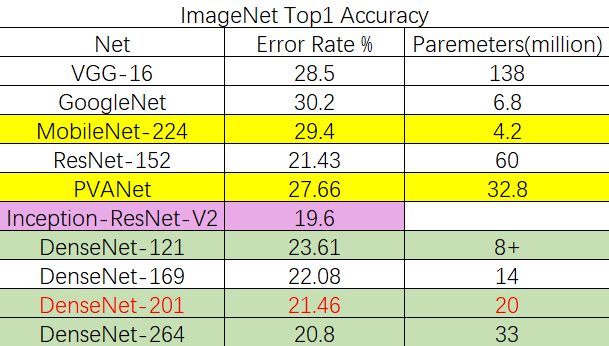 ImageNet Top1 Accuracy
Net Error Rate % Paremeters(million)
VGG-16 28.5 138
GoogleNet 30.2 6.8
MobileNet-224 29.4 4.2
ResNet-152 21.43 60
PVANet 27.66 32.8
Inception-ResNet-V2 19.6
DenseNet-121 23.61 8+
DenseNet-169 22.08 14
DenseNet-201 21.46 20
DenseNet-264 20.8 33